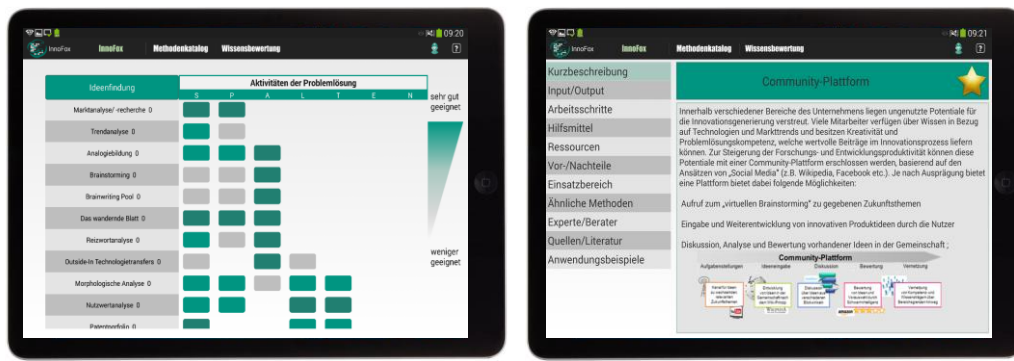 09:20
InnoFox InnoFox Methodenkatalog Wissensbewertung
Ideenfindung
Aktivitäten der Problemlösung
S P A L T E N
sehr gut
geeignet
Marktanalyse/-recherche 0
Trendanalyse 0
Analogiebildung 0
Brainstorming 0
Brainwriting Pool 0
Das wandernde Blatt 0
Reizwortanalyse 0
Outside-In Technologietransfers 0
Morphologische Analyse 0
Nutzwertanalyse 0
Patentportfolio 0
weniger
geeignet
09:21
InnoFox InnoFox Methodenkatalog Wissensbewertung
Kurzbeschreibung
Input/Output
Arbeitsschritte
Hilfsmittel
Ressourcen
Vor-/Nachteile
Einsatzbereich
Ähnliche Methoden
Experte/Berater
Quellen/Literatur
Anwendungsbeispiele
Community-Plattform
Innerhalb verschiedener Bereiche des Unternehmens liegen ungenutzte Potentiale für
die Innovationsgenerierung verstreut. Viele Mitarbeiter verfügen über Wissen in Bezug
auf Technologien und Markttrends und besitzen Kreativität und
Problemlösungskompetenz, welche wertvolle Beiträge im Innovationsprozess liefern
können. Zur Steigerung der Forschungs- und Entwicklungsproduktivität können diese
Potentiale mit einer Community-Plattform erschlossen werden, basierend auf den
Ansätzen von „Social Media" (z.B. Wikipedia, Facebook etc.). Je nach Ausprägung bietet
eine Plattform bietet dabei folgende Möglichkeiten:
Aufruf zum „virtuellen Brainstorming" zu gegebenen Zukunftsthemen
Eingabe und Weiterentwicklung von innovativen Produktideen durch die Nutzer
Diskussion, Analyse und Bewertung vorhandener Ideen in der Gemeinschaft ;
Community-Plattform
Aufgabenstellungen Ideeneingabe Diskussion Bewertung Vernetzung